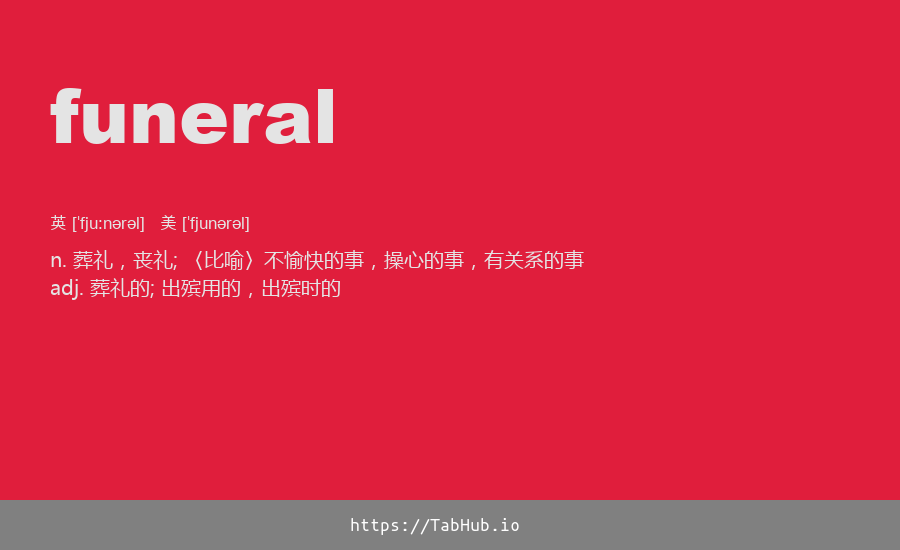 funeral
英 [ˈfjuːnərəl] 美 [ˈfjunərəl]
n. 葬礼，丧礼; 〈比喻〉不愉快的事，操心的事，有关系的事
adj. 葬礼的; 出殡用的，出殡时的
https://TabHub.io